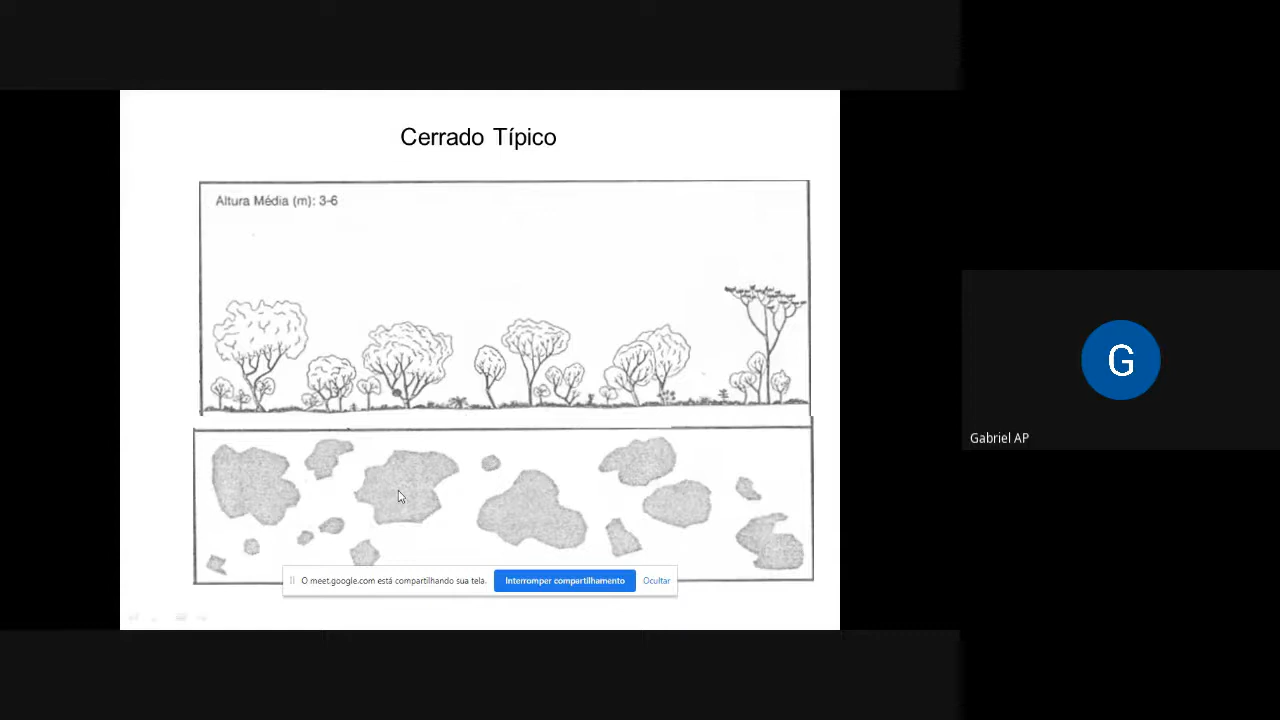 Cerrado Típico
Altura Média (m): 3-6
O meet.google.com está compartilhando sua tela.
Interromper compartilhamento
Ocultar
G
Gabriel AP